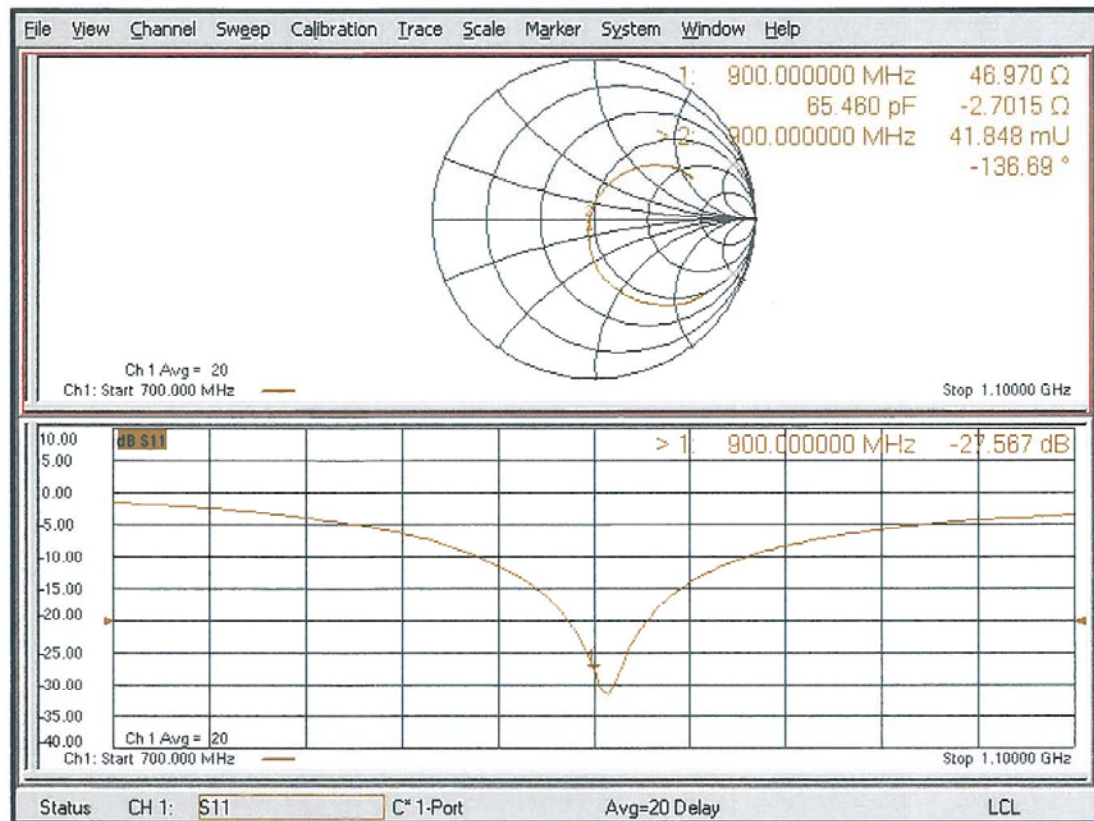 File View Channel Sweep Calibration Trace Scale Marker System Window Help
1: 900.000000 MHz 46.970 Ω
65.460 pF -2.7015 Ω
> 2: 900.000000 MHz 41.848 mU
-136.69 °
Ch 1 Avg = 20
Ch1: Start 700.000 MHz Stop 1.10000 GHz
10.00 dB S11 > 1: 900.000000 MHz -27.567 dB
5.00
0.00
-5.00
-10.00
-15.00
-20.00
-25.00
-30.00
-35.00
-40.00 Ch 1 Avg = 20
Ch1: Start 700.000 MHz Stop 1.10000 GHz
Status CH 1: S11 C* 1-Port Avg=20 Delay LCL